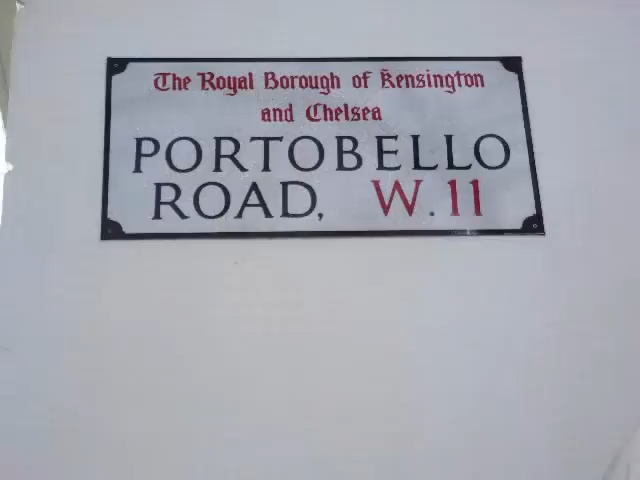 The Royal Borough of Kensington
and Chelsea
PORTOBELLO
ROAD, W.11